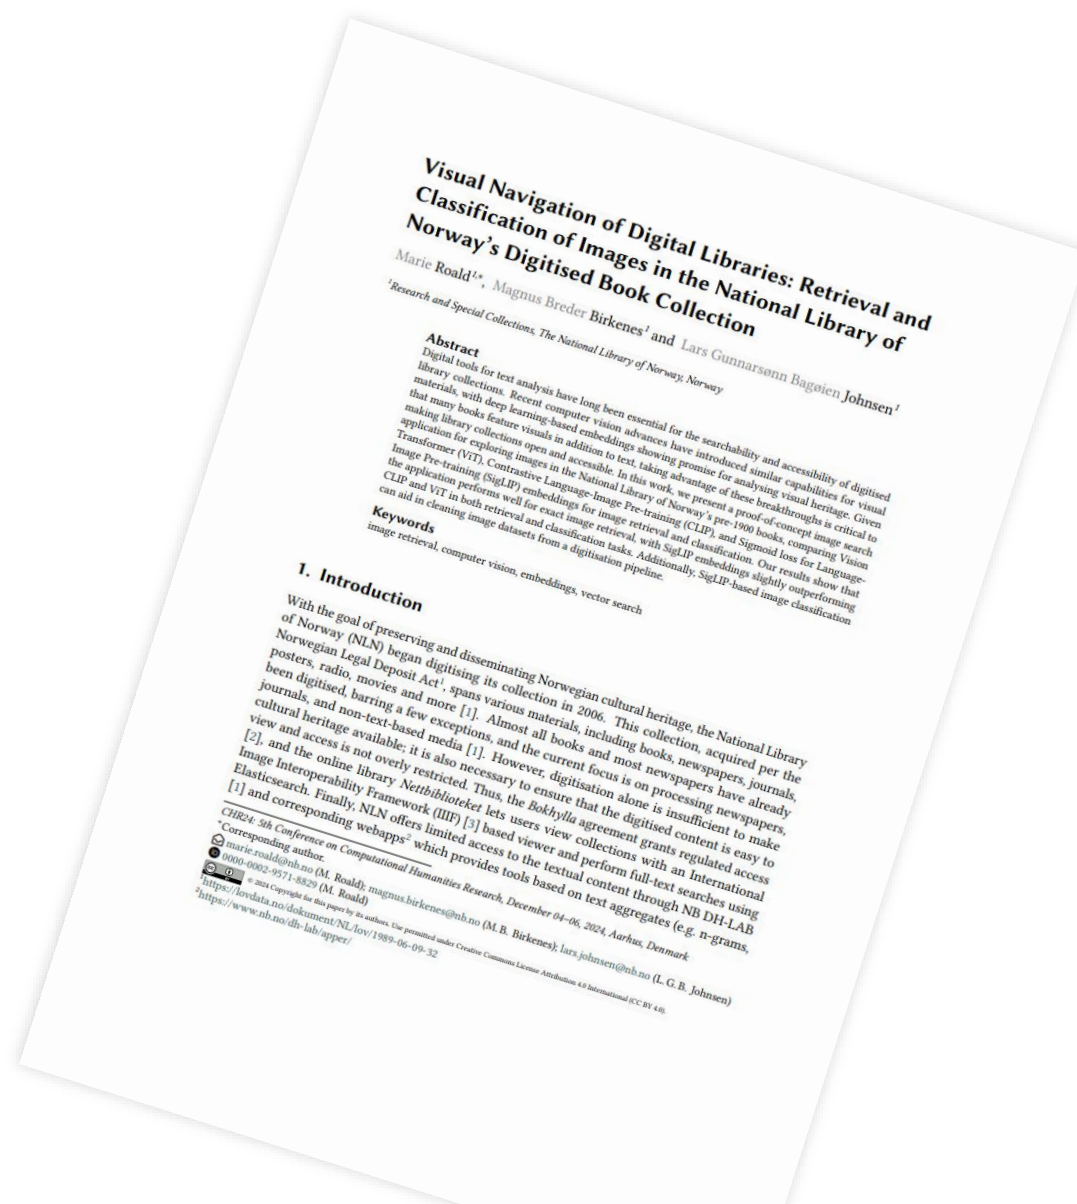 Visual Navigation of Digital Libraries: Retrieval and
Classification of Images in the National Library of
Norway's Digitised Book Collection
Marie Roald¹,*, Magnus Breder Birkenes¹ and Lars Gunnarsønn Bagøien Johnsen¹
¹Research and Special Collections, The National Library of Norway, Norway
Abstract
Digital tools for text analysis have long been essential for the searchability and accessibility of digitised
library collections. Recent computer vision advances have introduced similar capabilities for visual
materials, with deep learning-based embeddings showing promise for analysing visual heritage. Given
that many books feature visuals in addition to text, taking advantage of these breakthroughs is critical to
making library collections open and accessible. In this work, we present a proof-of-concept image search
application for exploring images in the National Library of Norway's pre-1900 books, comparing Vision
Transformer (ViT), Contrastive Language-Image Pre-training (CLIP), and Sigmoid loss for Language-
Image Pre-training (SigLIP) embeddings for image retrieval and classification. Our results show that
the application performs well for exact image retrieval, with SigLIP embeddings slightly outperforming
CLIP and ViT in both retrieval and classification tasks. Additionally, SigLIP-based image classification
can aid in cleaning image datasets from a digitisation pipeline.
Keywords
image retrieval, computer vision, embeddings, vector search
1. Introduction
With the goal of preserving and disseminating Norwegian cultural heritage, the National Library
of Norway (NLN) began digitising its collection in 2006. This collection, acquired per the
Norwegian Legal Deposit Act¹, spans various materials, including books, newspapers, journals,
posters, radio, movies and more [1]. Almost all books and most newspapers have already
been digitised, barring a few exceptions, and the current focus is on processing newspapers,
journals, and non-text-based media [1]. However, digitisation alone is insufficient to make
cultural heritage available; it is also necessary to ensure that the digitised content is easy to
view and access is not overly restricted. Thus, the Bokhylla agreement grants regulated access
[2], and the online library Nettbiblioteket lets users view collections with an International
Image Interoperability Framework (IIIF) [3] based viewer and perform full-text searches using
Elasticsearch. Finally, NLN offers limited access to the textual content through NB DH-LAB
[1] and corresponding webapps² which provides tools based on text aggregates (e.g. n-grams,
CHR24: 5th Conference on Computational Humanities Research, December 04–06, 2024, Aarhus, Denmark
*Corresponding author.
marie.roald@nb.no (M. Roald); magnus.birkenes@nb.no (M. B. Birkenes); lars.johnsen@nb.no (L. G. B. Johnsen)
0000-0002-9571-8829 (M. Roald)
© 2024 Copyright for this paper by its authors. Use permitted under Creative Commons License Attribution 4.0 International (CC BY 4.0).
¹https://lovdata.no/dokument/NL/lov/1989-06-09-32
²https://www.nb.no/dh-lab/apper/